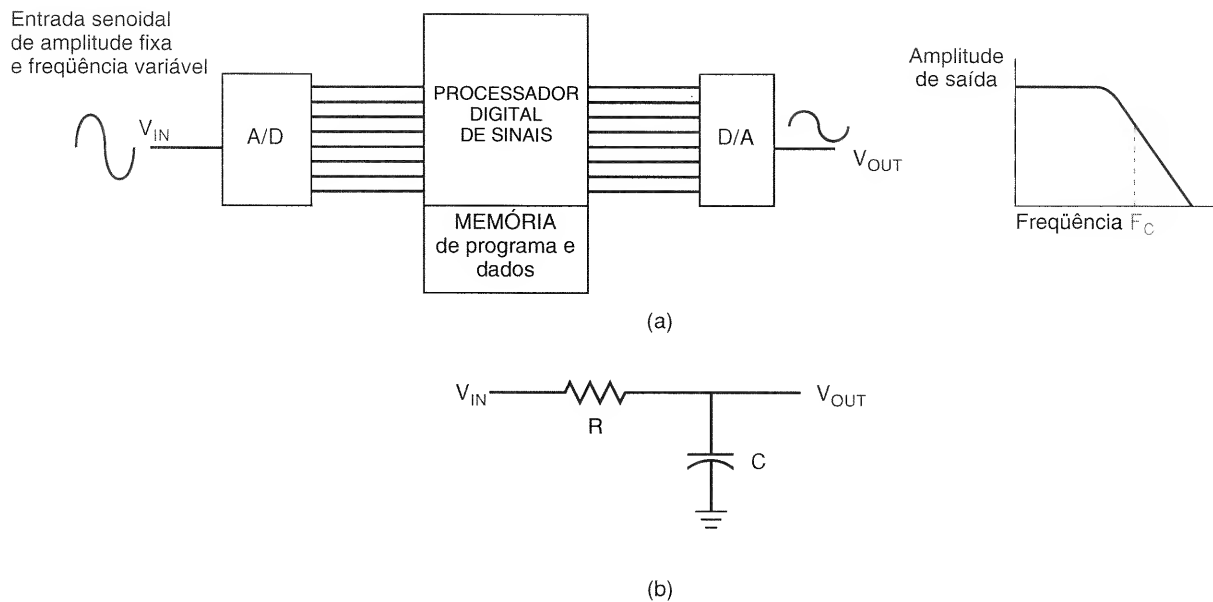 Entrada senoidal
de amplitude fixa
e freqüência variável
V_IN
A/D
PROCESSADOR
DIGITAL
DE SINAIS
MEMÓRIA
de programa e
dados
D/A
V_OUT
Amplitude
de saída
Freqüência F_C
(a)
V_IN
R
V_OUT
C
(b)